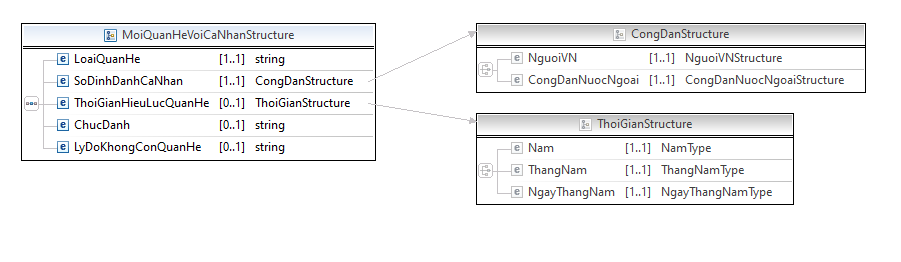 MoiQuanHeVoiCaNhanStructure
e LoaiQuanHe [1..1] string
e SoDinhDanhCaNhan [1..1] CongDanStructure
e ThoiGianHieuLucQuanHe [0..1] ThoiGianStructure
e ChucDanh [0..1] string
e LyDoKhongConQuanHe [0..1] string
CongDanStructure
e NguoiVN [1..1] NguoiVNStructure
e CongDanNuocNgoai [1..1] CongDanNuocNgoaiStructure
ThoiGianStructure
e Nam [1..1] NamType
e ThangNam [1..1] ThangNamType
e NgayThangNam [1..1] NgayThangNamType